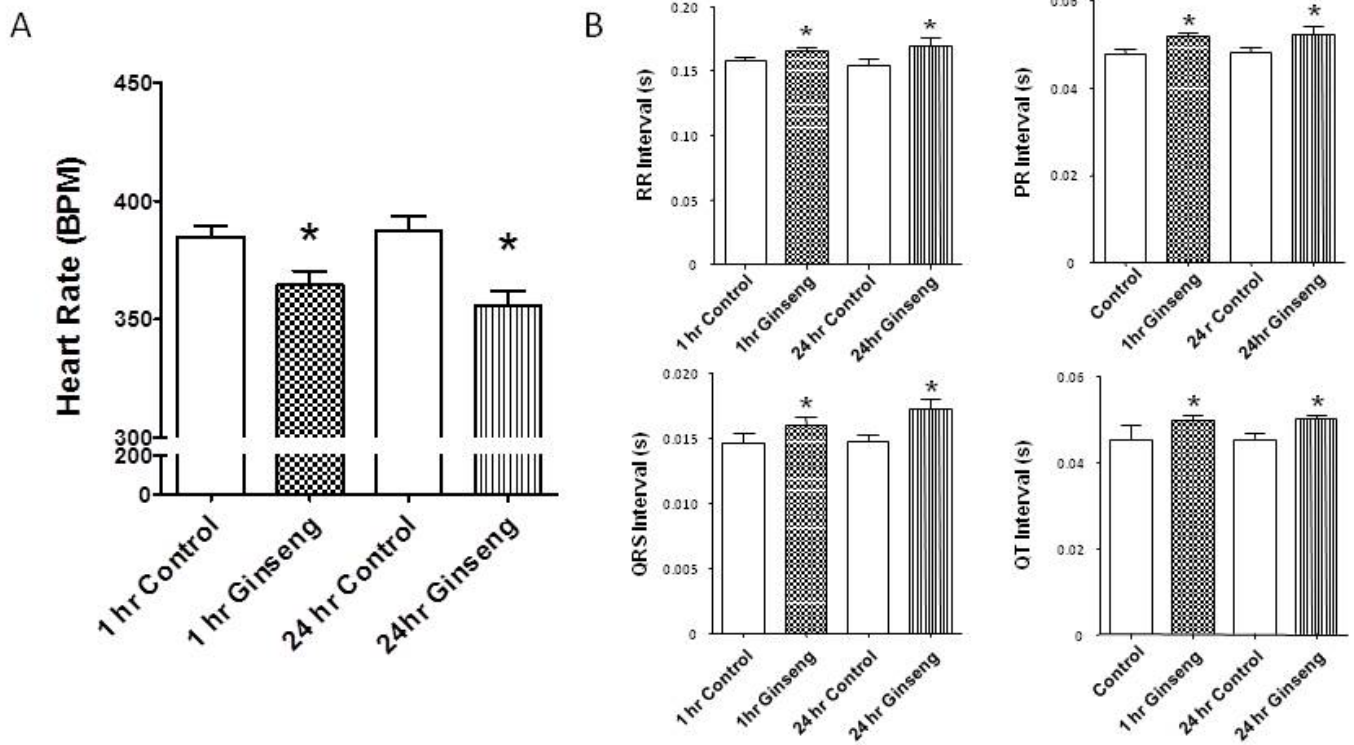 A
Heart Rate (BPM)
450
400
350
300
200
0
*
*
1 hr Control
1 hr Ginseng
24 hr Control
24hr Ginseng
B
RR Interval (s)
0.20
0.15
0.10
0.05
0
*
*
1 hr Control
1hr Ginseng
24 hr Control
24hr Ginseng
PR Interval (s)
0.06
0.04
0.02
0
*
*
Control
1hr Ginseng
24 r Control
24hr Ginseng
QRS Interval (s)
0.020
0.015
0.010
0.005
0
*
*
1 hr Control
1hr Ginseng
24 hr Control
24 hr Ginseng
QT Interval (s)
0.06
0.04
0.02
0
*
*
Control
1 hr Ginseng
24 hr Control
24 hr Ginseng